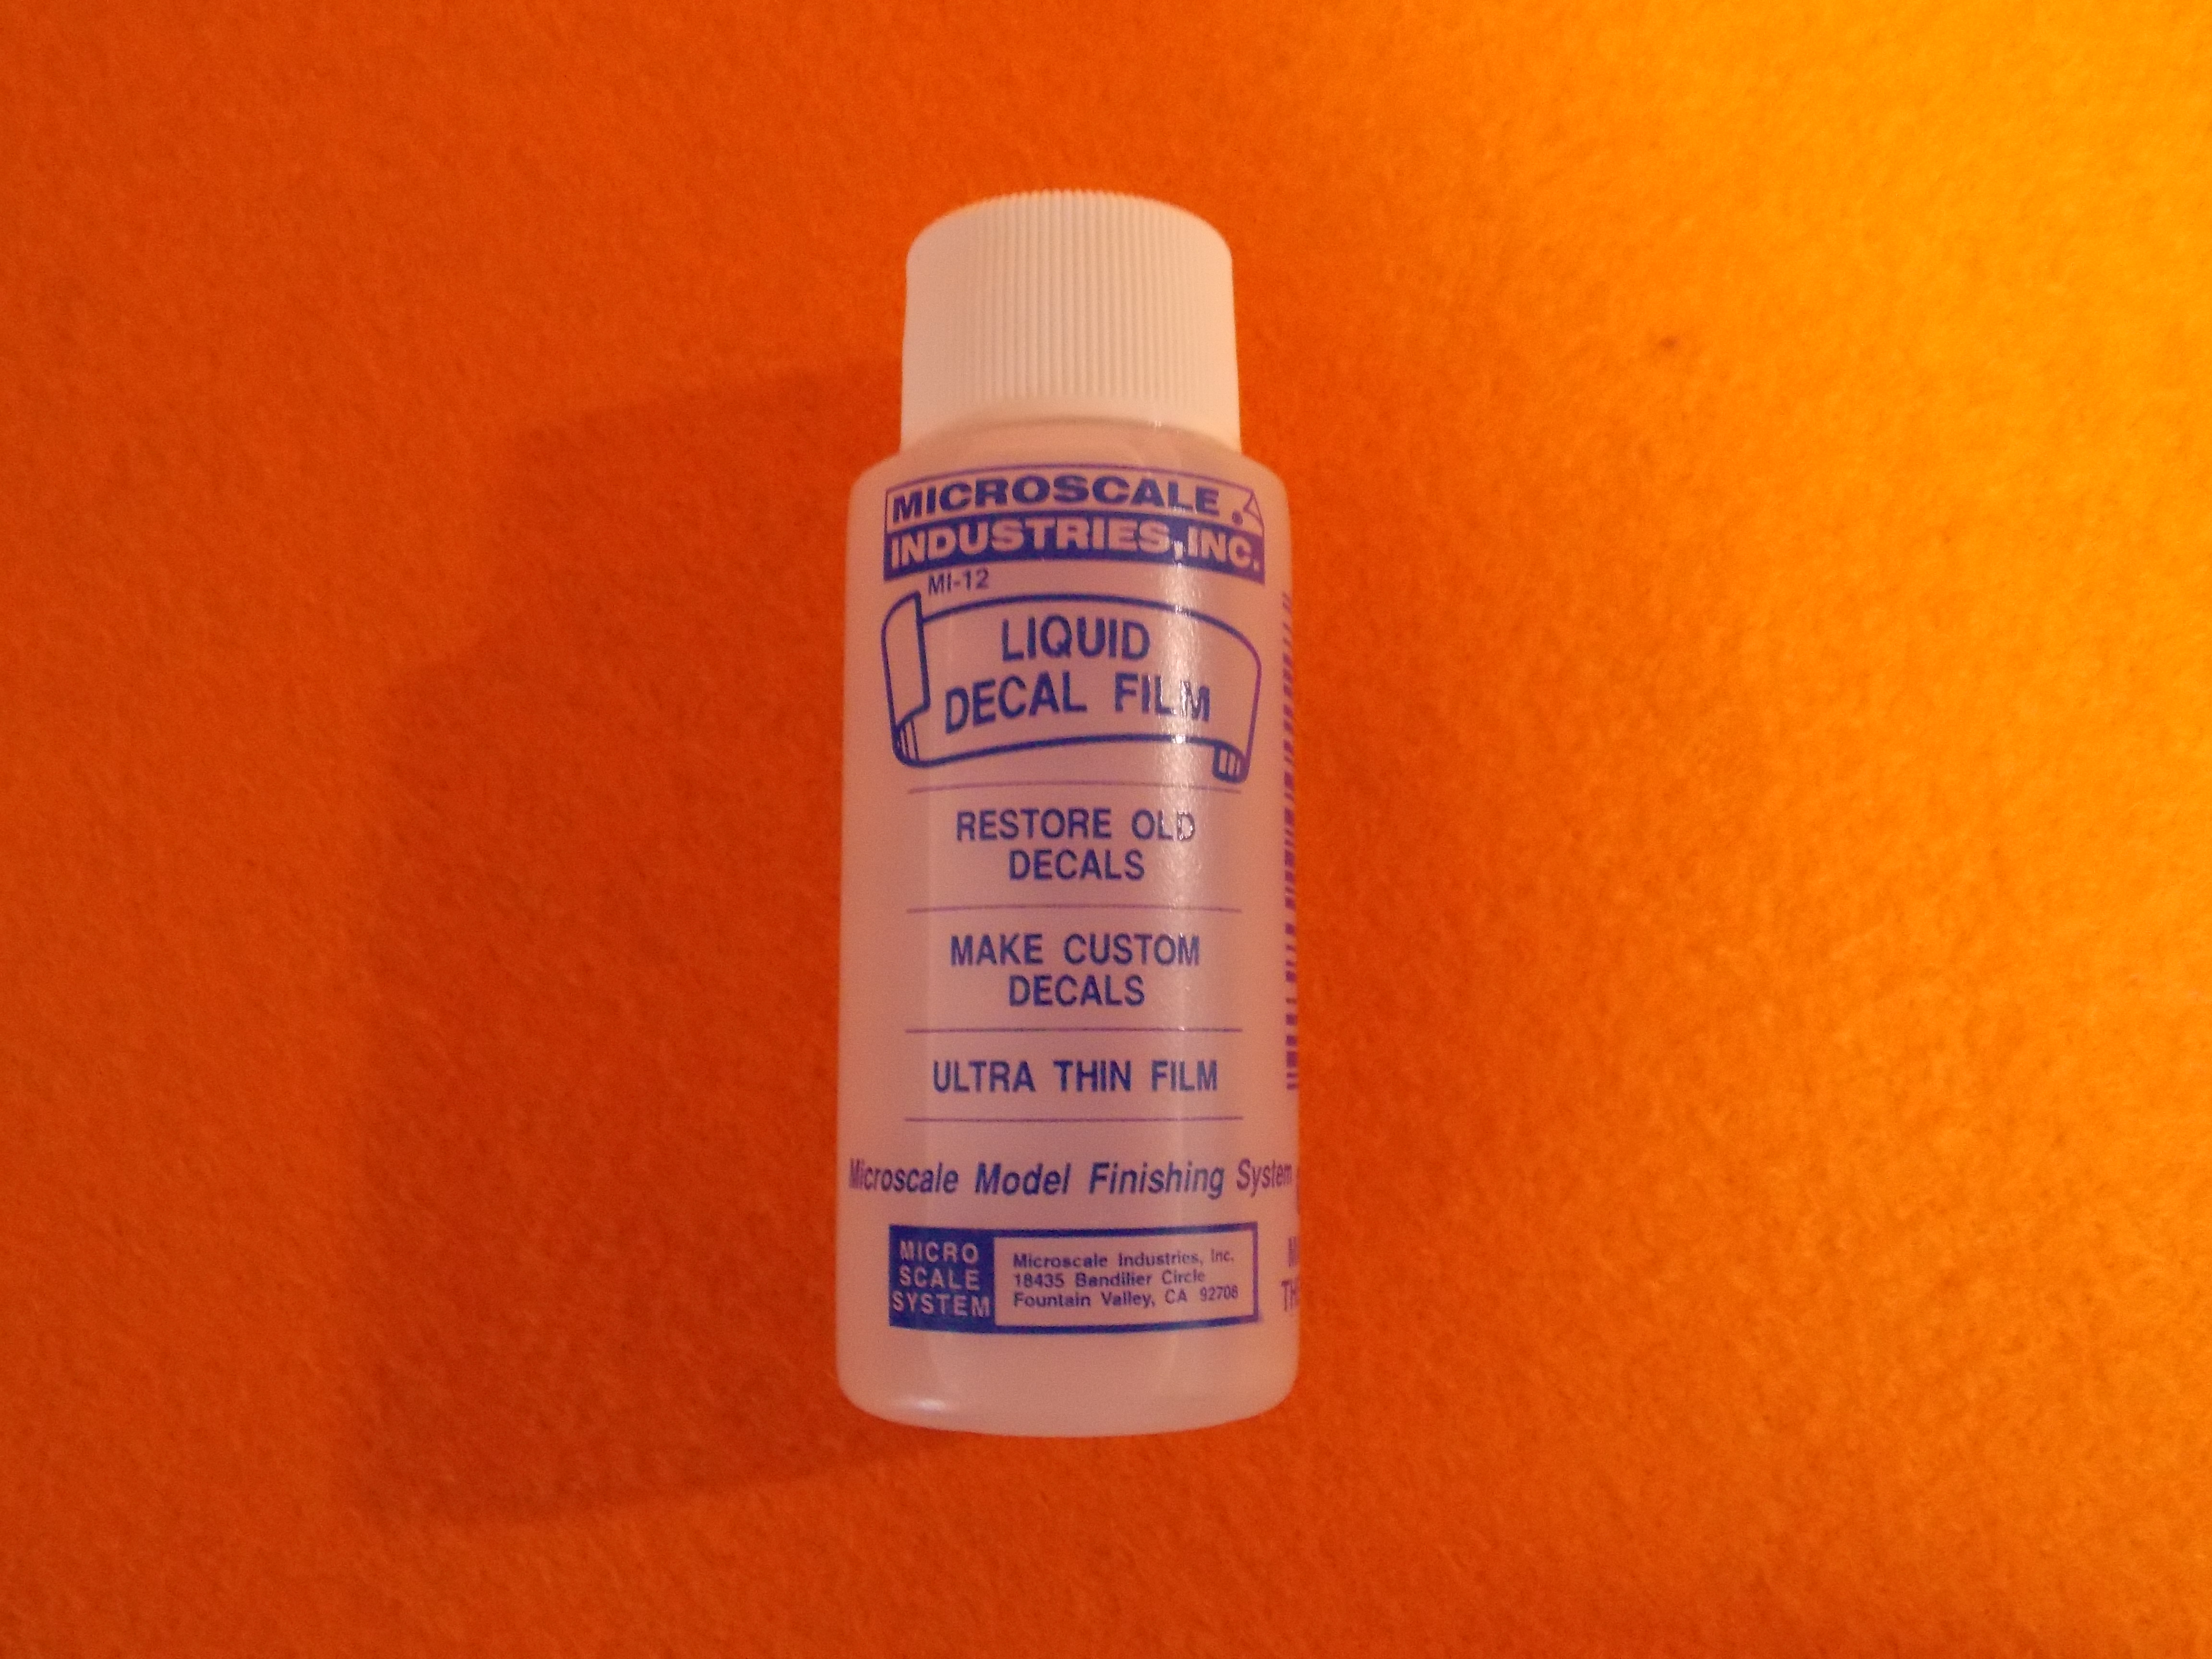 MICROSCALE
INDUSTRIES, INC.
MI-12
LIQUID
DECAL FILM
RESTORE OLD
DECALS
MAKE CUSTOM
DECALS
ULTRA THIN FILM
Microscale Model Finishing System
MICRO
SCALE
SYSTEM
Microscale Industries, Inc.
18435 Bandilier Circle
Fountain Valley, CA 92708